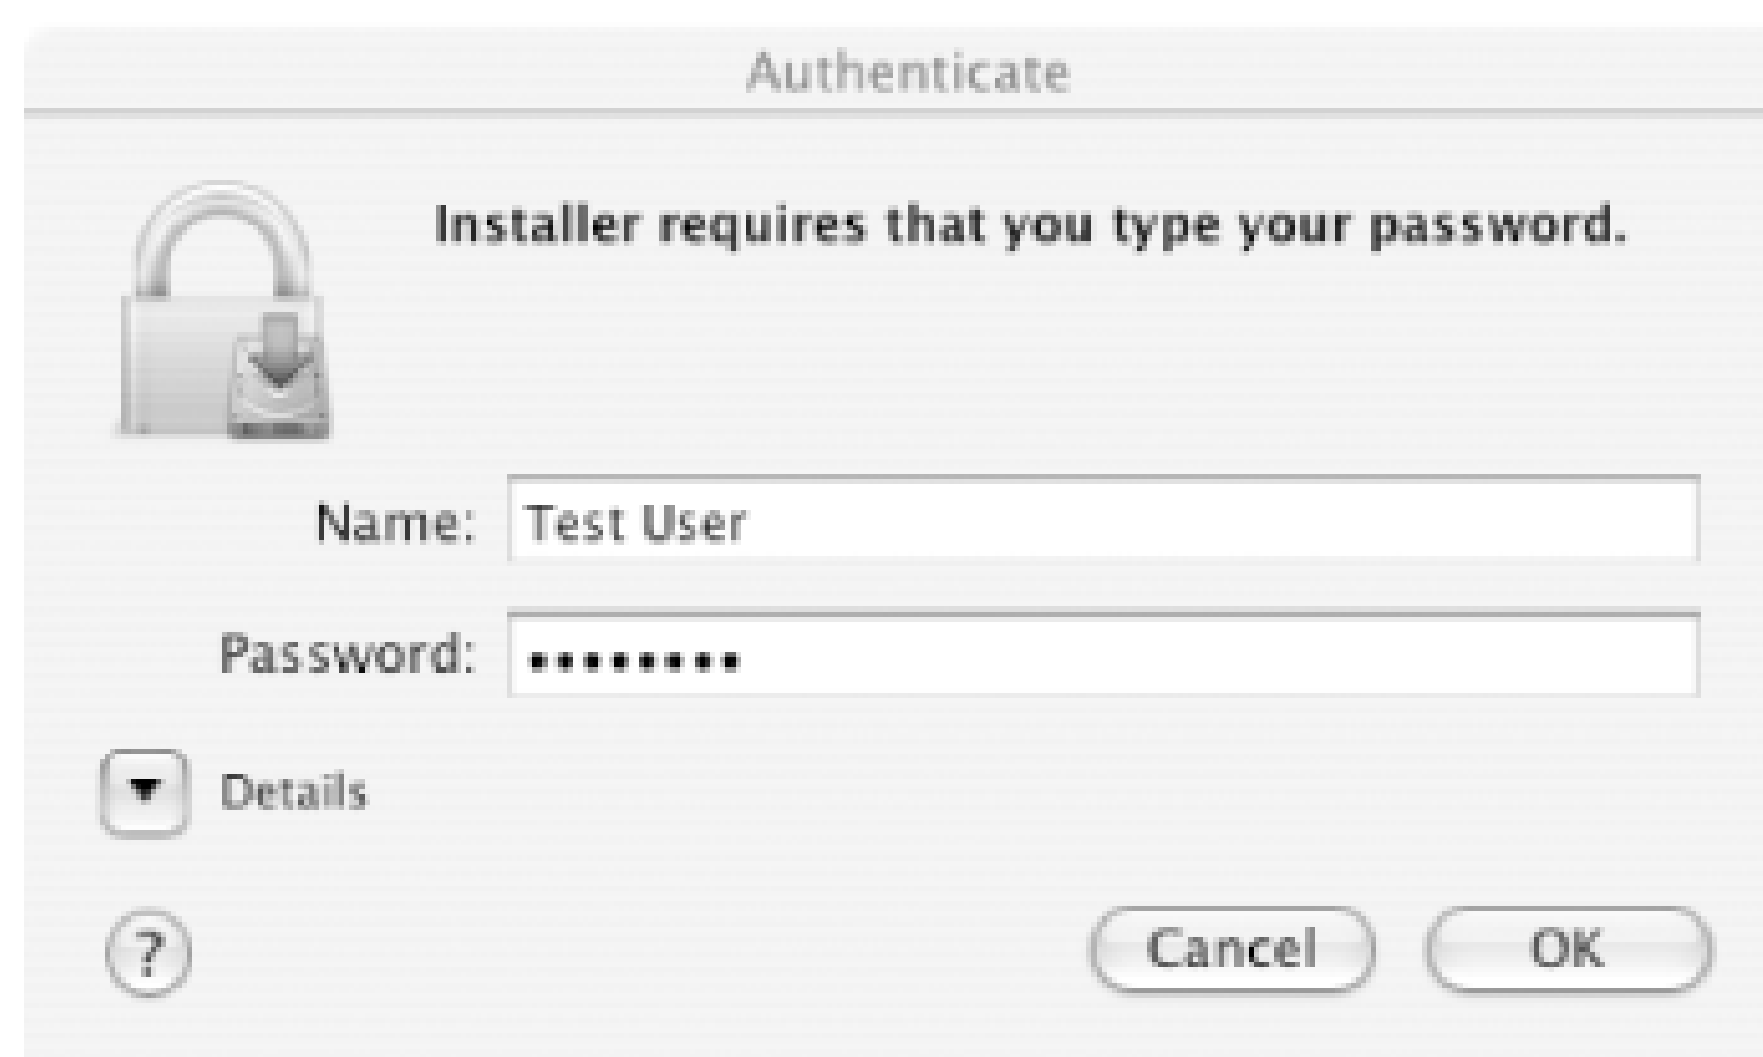 Authenticate
Installer requires that you type your password.
Name: Test User
Password: ••••••••
Details
? Cancel OK